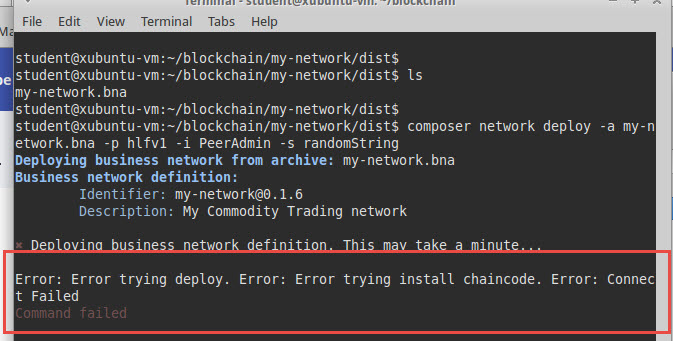 Terminal - student@xubuntu-vm: ~/blockchain
File Edit View Terminal Tabs Help
student@xubuntu-vm:~/blockchain/my-network/dist$
student@xubuntu-vm:~/blockchain/my-network/dist$ ls
my-network.bna
student@xubuntu-vm:~/blockchain/my-network/dist$
student@xubuntu-vm:~/blockchain/my-network/dist$ composer network deploy -a my-n
etwork.bna -p hlfv1 -i PeerAdmin -s randomString
Deploying business network from archive: my-network.bna
Business network definition:
Identifier: my-network@0.1.6
Description: My Commodity Trading network
✖ Deploying business network definition. This may take a minute...
Error: Error trying deploy. Error: Error trying install chaincode. Error: Connec
t Failed
Command failed